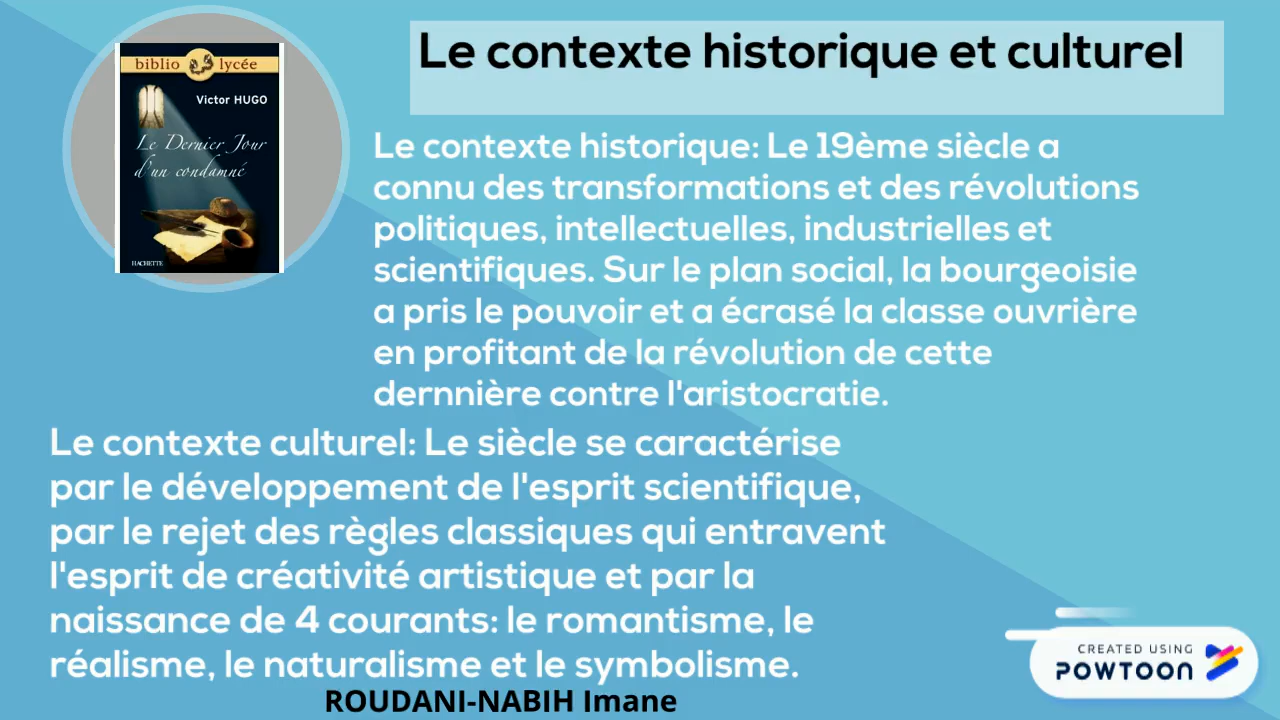 biblio lycée
Victor HUGO
Le Dernier Jour
d'un condamné
HACHETTE
Le contexte historique et culturel
Le contexte historique: Le 19ème siècle a
connu des transformations et des révolutions
politiques, intellectuelles, industrielles et
scientifiques. Sur le plan social, la bourgeoisie
a pris le pouvoir et a écrasé la classe ouvrière
en profitant de la révolution de cette
dernnière contre l'aristocratie.
Le contexte culturel: Le siècle se caractérise
par le développement de l'esprit scientifique,
par le rejet des règles classiques qui entravent
l'esprit de créativité artistique et par la
naissance de 4 courants: le romantisme, le
réalisme, le naturalisme et le symbolisme.
ROUDANI-NABIH Imane
CREATED USING
POWTOON